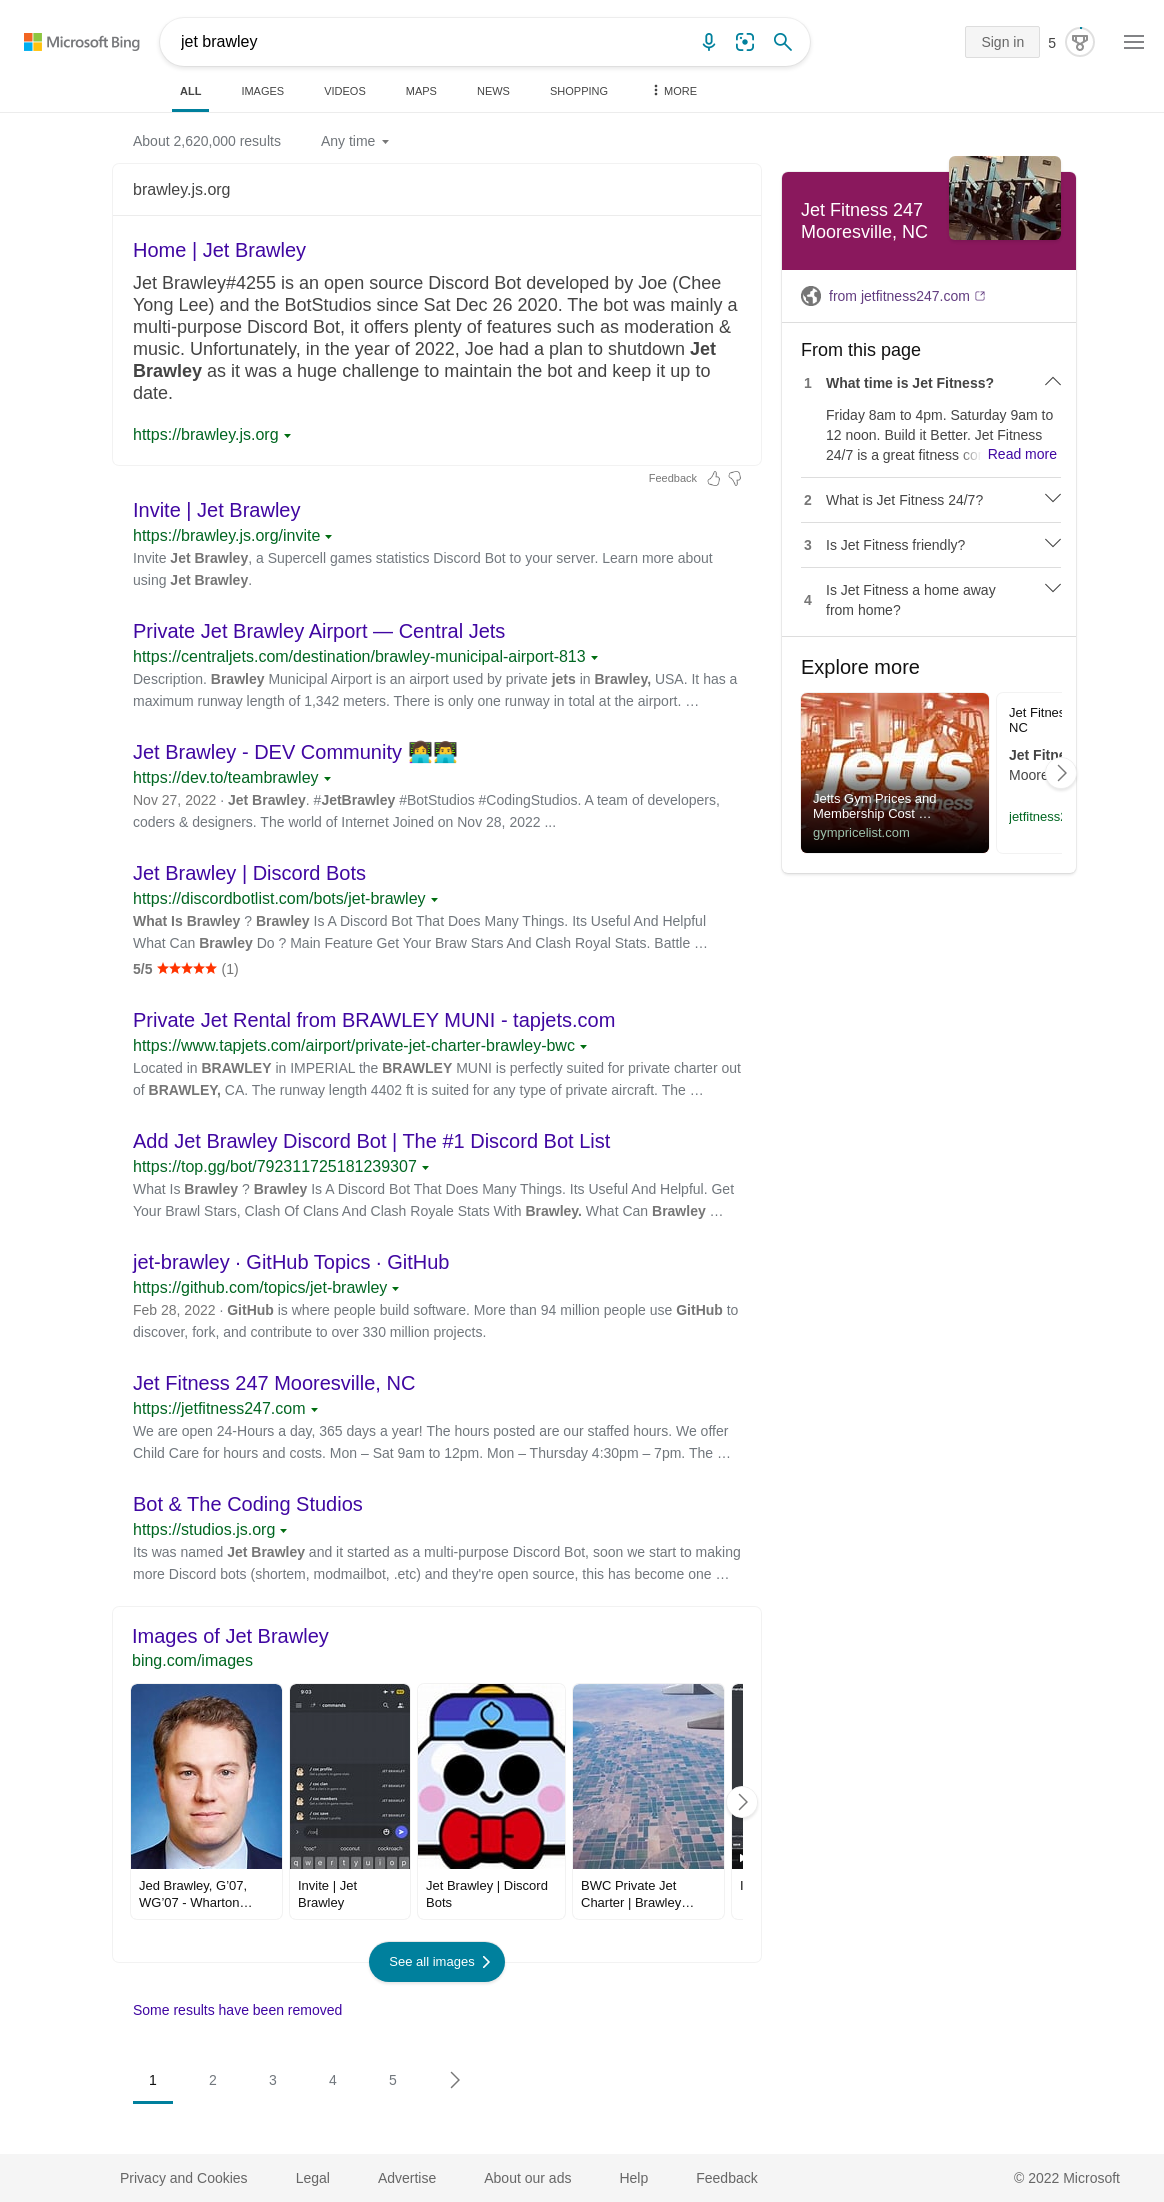 Microsoft Bing
jet brawley
Sign in
5
ALL
IMAGES
VIDEOS
MAPS
NEWS
SHOPPING
MORE
About 2,620,000 results
Any time
brawley.js.org
Home | Jet Brawley
Jet Brawley#4255 is an open source Discord Bot developed by Joe (Chee
Yong Lee) and the BotStudios since Sat Dec 26 2020. The bot was mainly a
multi-purpose Discord Bot, it offers plenty of features such as moderation &
music. Unfortunately, in the year of 2022, Joe had a plan to shutdown Jet
Brawley as it was a huge challenge to maintain the bot and keep it up to
date.
https://brawley.js.org
Feedback
Invite | Jet Brawley
https://brawley.js.org/invite
Invite Jet Brawley, a Supercell games statistics Discord Bot to your server. Learn more about
using Jet Brawley.
Private Jet Brawley Airport — Central Jets
https://centraljets.com/destination/brawley-municipal-airport-813
Description. Brawley Municipal Airport is an airport used by private jets in Brawley, USA. It has a
maximum runway length of 1,342 meters. There is only one runway in total at the airport. …
Jet Brawley - DEV Community 👩‍💻👨‍💻
https://dev.to/teambrawley
Nov 27, 2022 · Jet Brawley. #JetBrawley #BotStudios #CodingStudios. A team of developers,
coders & designers. The world of Internet Joined on Nov 28, 2022 ...
Jet Brawley | Discord Bots
https://discordbotlist.com/bots/jet-brawley
What Is Brawley ? Brawley Is A Discord Bot That Does Many Things. Its Useful And Helpful
What Can Brawley Do ? Main Feature Get Your Braw Stars And Clash Royal Stats. Battle …
5/5 ★★★★★ (1)
Private Jet Rental from BRAWLEY MUNI - tapjets.com
https://www.tapjets.com/airport/private-jet-charter-brawley-bwc
Located in BRAWLEY in IMPERIAL the BRAWLEY MUNI is perfectly suited for private charter out
of BRAWLEY, CA. The runway length 4402 ft is suited for any type of private aircraft. The …
Add Jet Brawley Discord Bot | The #1 Discord Bot List
https://top.gg/bot/792311725181239307
What Is Brawley ? Brawley Is A Discord Bot That Does Many Things. Its Useful And Helpful. Get
Your Brawl Stars, Clash Of Clans And Clash Royale Stats With Brawley. What Can Brawley …
jet-brawley · GitHub Topics · GitHub
https://github.com/topics/jet-brawley
Feb 28, 2022 · GitHub is where people build software. More than 94 million people use GitHub to
discover, fork, and contribute to over 330 million projects.
Jet Fitness 247 Mooresville, NC
https://jetfitness247.com
We are open 24-Hours a day, 365 days a year! The hours posted are our staffed hours. We offer
Child Care for hours and costs. Mon – Sat 9am to 12pm. Mon – Thursday 4:30pm – 7pm. The …
Bot & The Coding Studios
https://studios.js.org
Its was named Jet Brawley and it started as a multi-purpose Discord Bot, soon we start to making
more Discord bots (shortem, modmailbot, .etc) and they're open source, this has become one …
Images of Jet Brawley
bing.com/images
9:03
commands
/ coc profile
JET BRAWLEY
/ coc clan
JET BRAWLEY
/ coc members
JET BRAWLEY
/ coc save
JET BRAWLEY
/coc
"coc" coconut cockroach
q w e r t y u i o p
Jed Brawley, G'07,
WG'07 - Wharton…
Invite | Jet
Brawley
Jet Brawley | Discord
Bots
BWC Private Jet
Charter | Brawley…
See all images
Some results have been removed
1 2 3 4 5
Jet Fitness 247
Mooresville, NC
from jetfitness247.com
From this page
1 What time is Jet Fitness?
Friday 8am to 4pm. Saturday 9am to
12 noon. Build it Better. Jet Fitness
24/7 is a great fitness co Read more
2 What is Jet Fitness 24/7?
3 Is Jet Fitness friendly?
4 Is Jet Fitness a home away
from home?
Explore more
jetts
24 hour fitness
Jetts Gym Prices and
Membership Cost …
gympricelist.com
Jet Fitnes
NC
Jet Fitne
Moore
jetfitness2
Privacy and Cookies
Legal
Advertise
About our ads
Help
Feedback
© 2022 Microsoft